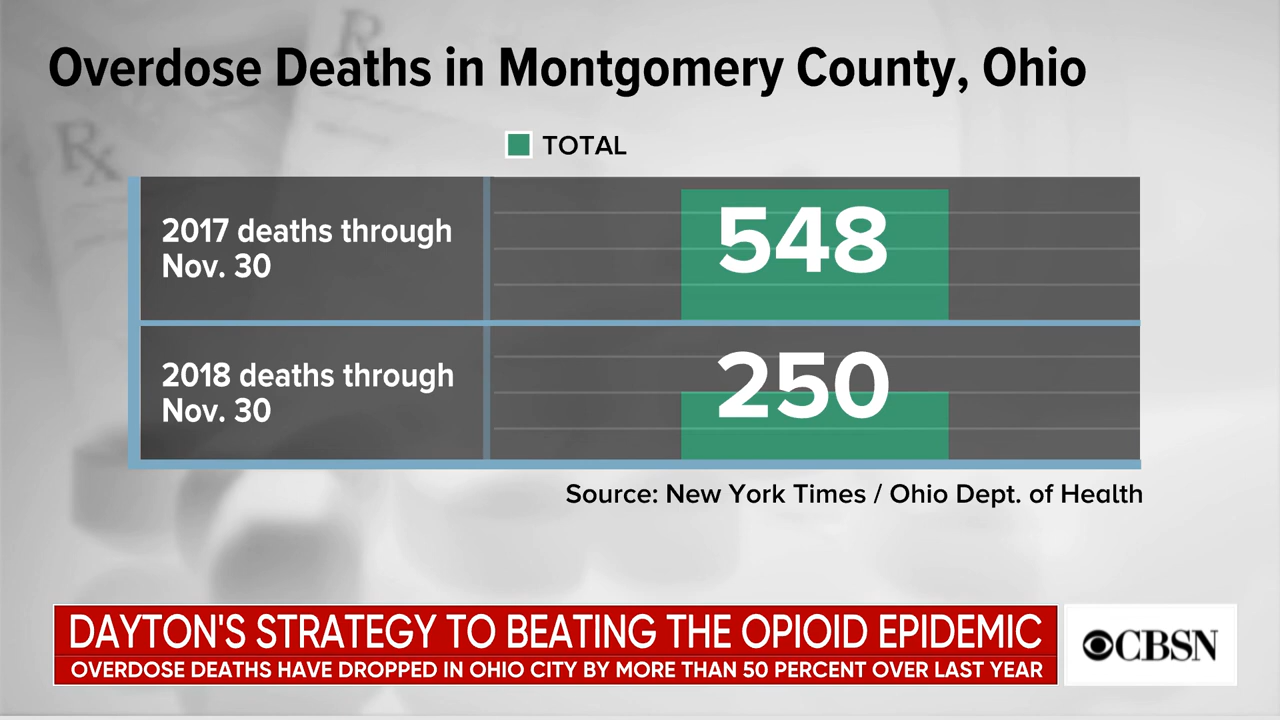 Overdose Deaths in Montgomery County, Ohio
Rx
Rx
TOTAL
2017 deaths through
Nov. 30
548
2018 deaths through
Nov. 30
250
Source: New York Times / Ohio Dept. of Health
DAYTON'S STRATEGY TO BEATING THE OPIOID EPIDEMIC
OVERDOSE DEATHS HAVE DROPPED IN OHIO CITY BY MORE THAN 50 PERCENT OVER LAST YEAR
CBSN